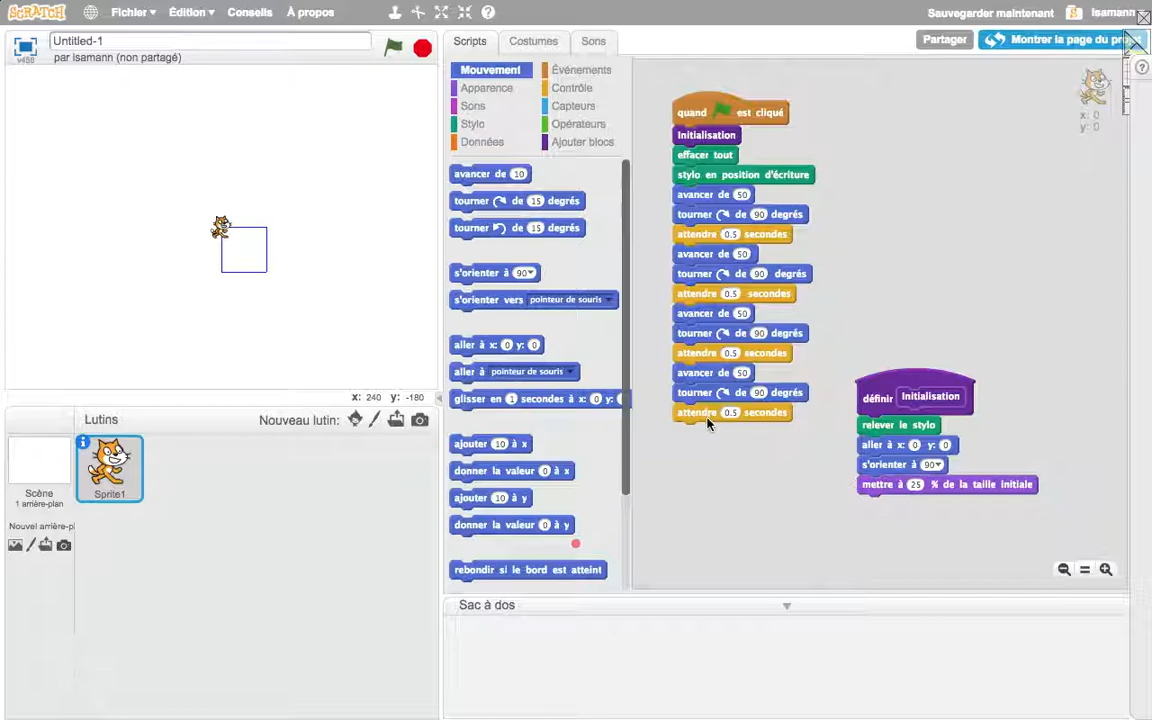 SCRATCH Fichier Édition Conseils À propos Sauvegarder maintenant isamann
Untitled-1
par isamann (non partagé)
v458
Scripts Costumes Sons
Partager Montrer la page du proj
Mouvement Événements
Apparence Contrôle
Sons Capteurs
Stylo Opérateurs
Données Ajouter blocs
avancer de 10
tourner de 15 degrés
tourner de 15 degrés
s'orienter à 90
s'orienter vers pointeur de souris
aller à x: 0 y: 0
aller à pointeur de souris
glisser en 1 secondes à x: 0 y:
ajouter 10 à x
donner la valeur 0 à x
ajouter 10 à y
donner la valeur 0 à y
rebondir si le bord est atteint
quand est cliqué
Initialisation
effacer tout
stylo en position d'écriture
avancer de 50
tourner de 90 degrés
attendre 0.5 secondes
avancer de 50
tourner de 90 degrés
attendre 0.5 secondes
avancer de 50
tourner de 90 degrés
attendre 0.5 secondes
avancer de 50
tourner de 90 degrés
attendre 0.5 secondes
x: 0
y: 0
définir Initialisation
relever le stylo
aller à x: 0 y: 0
s'orienter à 90
mettre à 25 % de la taille initiale
x: 240 y: -180
Lutins Nouveau lutin:
Scène
1 arrière-plan
Nouvel arrière-pl
Sprite1
Sac à dos